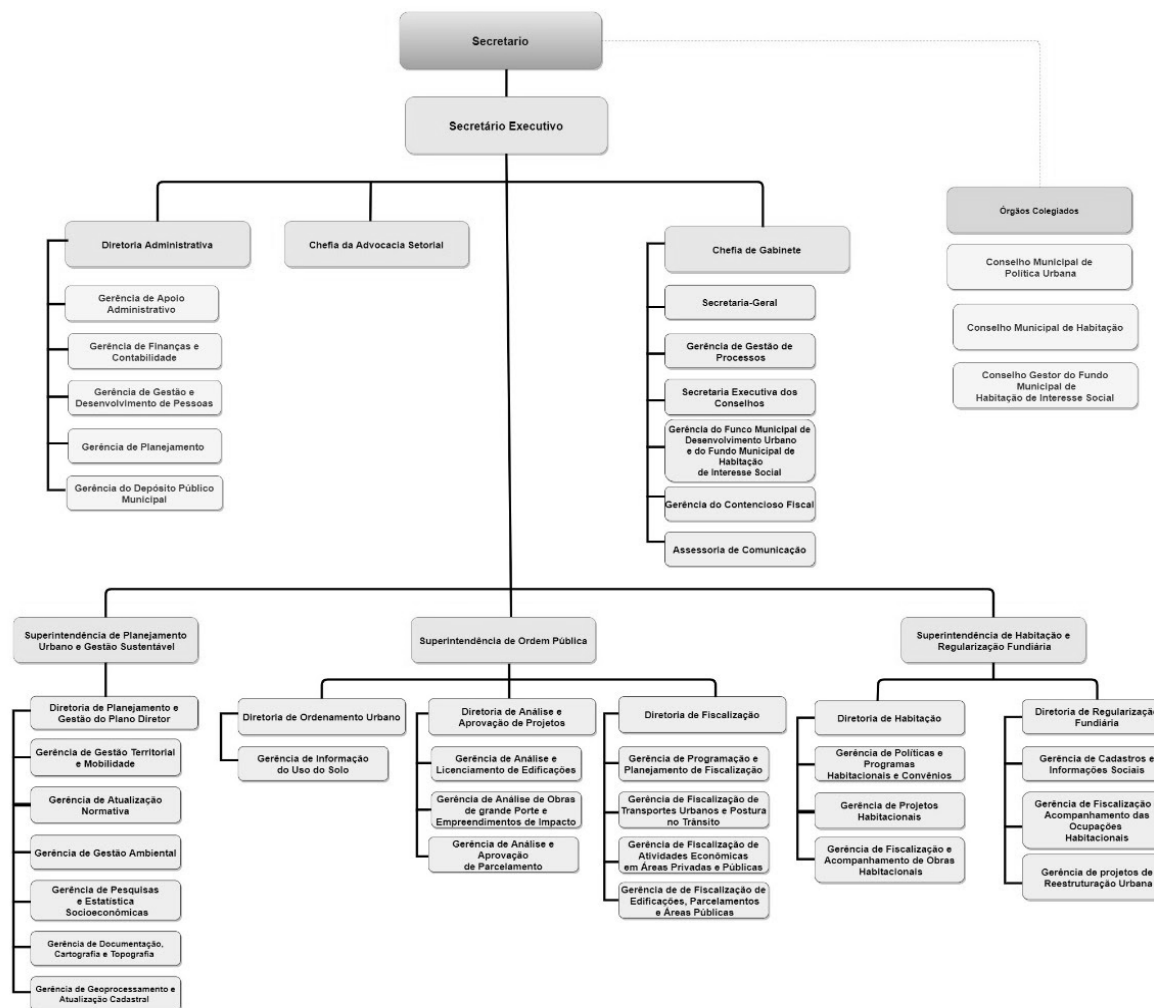 Secretario
Secretário Executivo
Órgãos Colegiados
Conselho Municipal de
Política Urbana
Conselho Municipal de Habitação
Conselho Gestor do Fundo
Municipal de
Habitação de Interesse Social
Diretoria Administrativa
Gerência de Apoio
Administrativo
Gerência de Finanças e
Contabilidade
Gerência de Gestão e
Desenvolvimento de Pessoas
Gerência de Planejamento
Gerência do Depósito Público
Municipal
Chefia da Advocacia Setorial
Chefia de Gabinete
Secretaria-Geral
Gerência de Gestão de
Processos
Secretaria Executiva dos
Conselhos
Gerência do Funco Municipal de
Desenvolvimento Urbano
e do Fundo Municipal de
Habitação
de Interesse Social
Gerência do Contencioso Fiscal
Assessoria de Comunicação
Superintendência de Planejamento
Urbano e Gestão Sustentável
Diretoria de Planejamento e
Gestão do Plano Diretor
Gerência de Gestão Territorial
e Mobilidade
Gerência de Atualização
Normativa
Gerência de Gestão Ambiental
Gerência de Pesquisas
e Estatística
Socioeconómicas
Gerência de Documentação,
Cartografia e Topografia
Gerência de Geoprocessamento e
Atualização Cadastral
Superintendência de Ordem Pública
Diretoria de Ordenamento Urbano
Gerência de Informação
do Uso do Solo
Diretoria de Análise e
Aprovação de Projetos
Gerência de Análise e
Licenciamento de Edificações
Gerência de Análise de Obras
de grande Porte e
Empreendimentos de Impacto
Gerência de Análise e
Aprovação
de Parcelamento
Diretoria de Fiscalização
Gerência de Programação e
Planejamento de Fiscalização
Gerência de Fiscalização de
Transportes Urbanos e Postura
no Trânsito
Gerência de Fiscalização de
Atividades Econômicas
em Áreas Privadas e Públicas
Gerência de de Fiscalização de
Edificações, Parcelamentos
e Áreas Públicas
Superintendência de Habitação e
Regularização Fundiária
Diretoria de Habitação
Gerência de Políticas e
Programas
Habitacionais e Convênios
Gerência de Projetos
Habitacionais
Gerência de Fiscalização e
Acompanhamento de Obras
Habitacionais
Diretoria de Regularização
Fundiária
Gerência de Cadastros e
Informações Sociais
Gerência de Fiscalização
Acompanhamento das
Ocupações
Habitacionais
Gerência de projetos de
Reestruturação Urbana